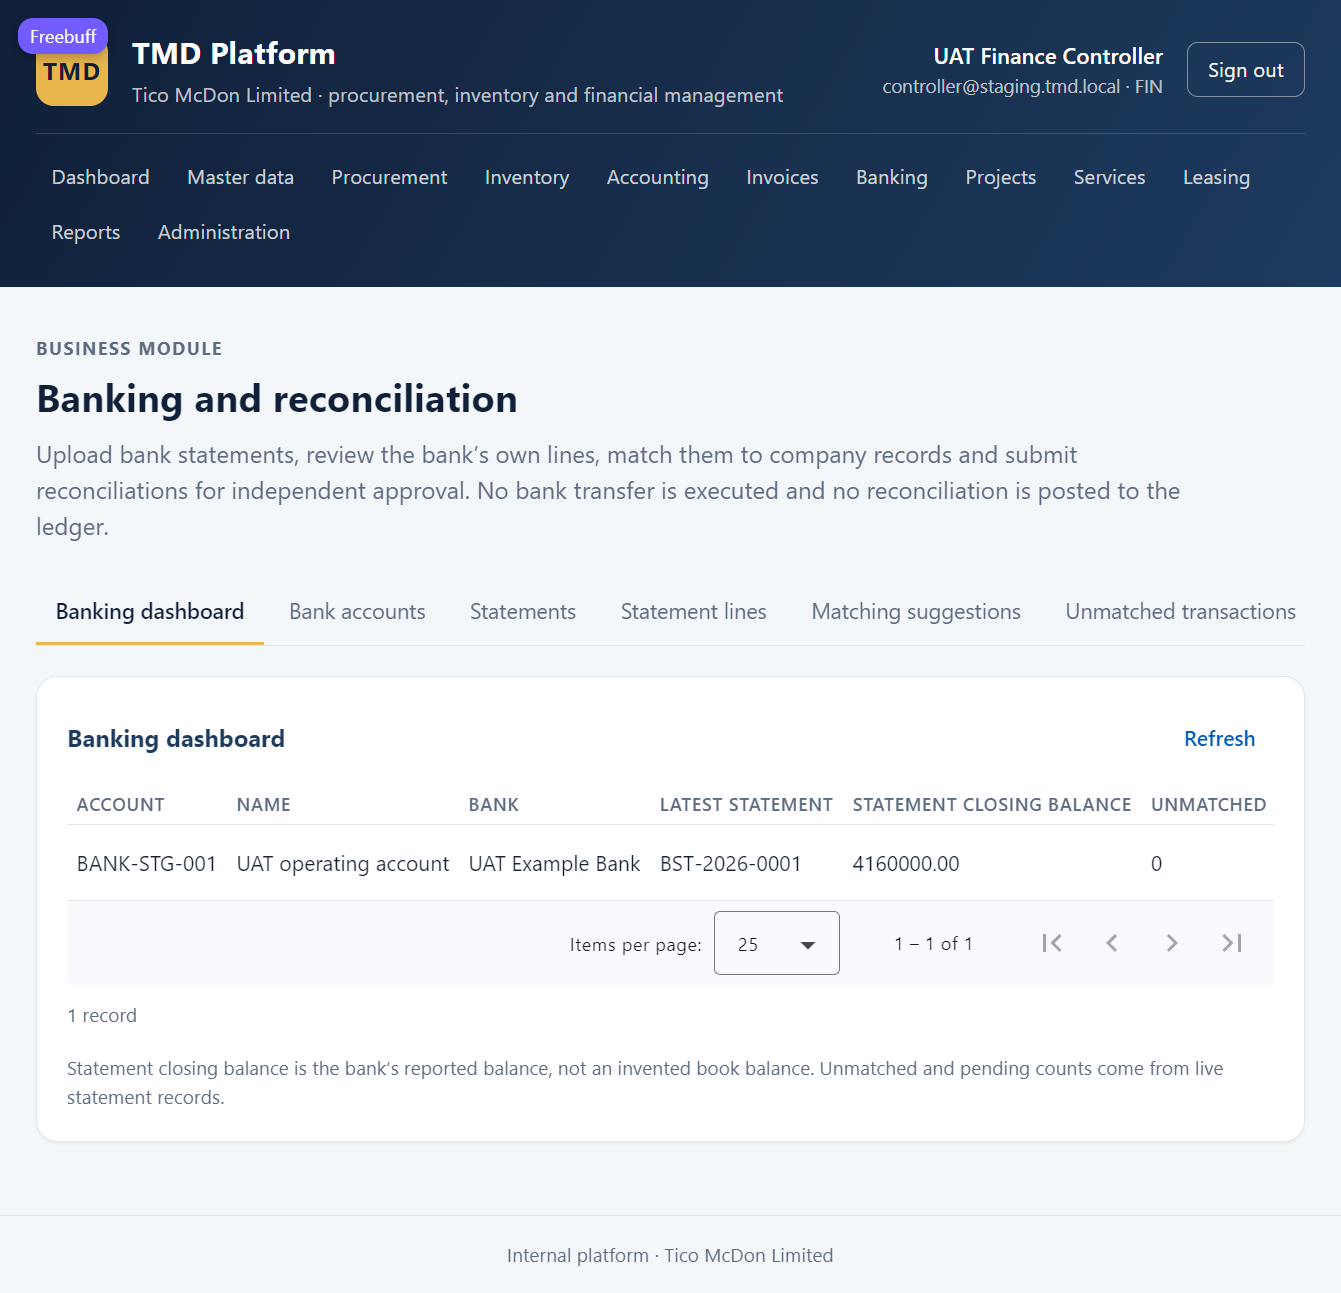 Freebuff
TMD
TMD Platform
Tico McDon Limited · procurement, inventory and financial management
UAT Finance Controller
controller@staging.tmd.local · FIN
Sign out
Dashboard Master data Procurement Inventory Accounting Invoices Banking Projects Services Leasing
Reports Administration
BUSINESS MODULE
Banking and reconciliation
Upload bank statements, review the bank’s own lines, match them to company records and submit
reconciliations for independent approval. No bank transfer is executed and no reconciliation is posted to the
ledger.
Banking dashboard Bank accounts Statements Statement lines Matching suggestions Unmatched transactions
Banking dashboard Refresh
ACCOUNT NAME BANK LATEST STATEMENT STATEMENT CLOSING BALANCE UNMATCHED
BANK-STG-001 UAT operating account UAT Example Bank BST-2026-0001 4160000.00 0
Items per page: 25 1 – 1 of 1
1 record
Statement closing balance is the bank’s reported balance, not an invented book balance. Unmatched and pending counts come from live
statement records.
Internal platform · Tico McDon Limited